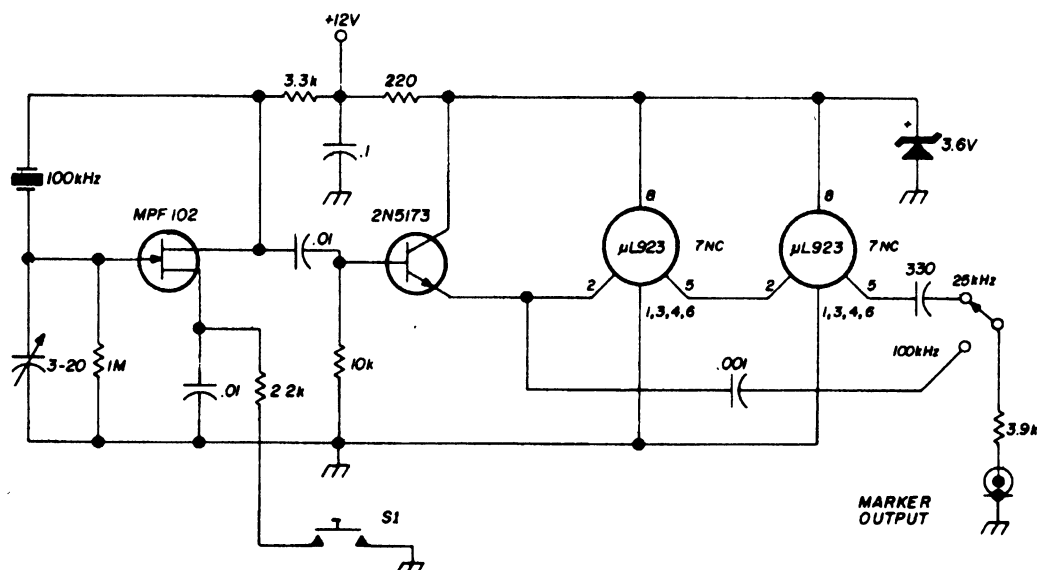 +12V
3.3k
220
.1
3.6V
100kHz
MPF 102
.01
2N5173
8
8
μL923
7NC
μL923
7NC
2
5
2
5
330
25kHz
1,3,4,6
1,3,4,6
100kHz
3-20
1M
.01
2.2k
10k
.001
3.9k
S1
MARKER
OUTPUT